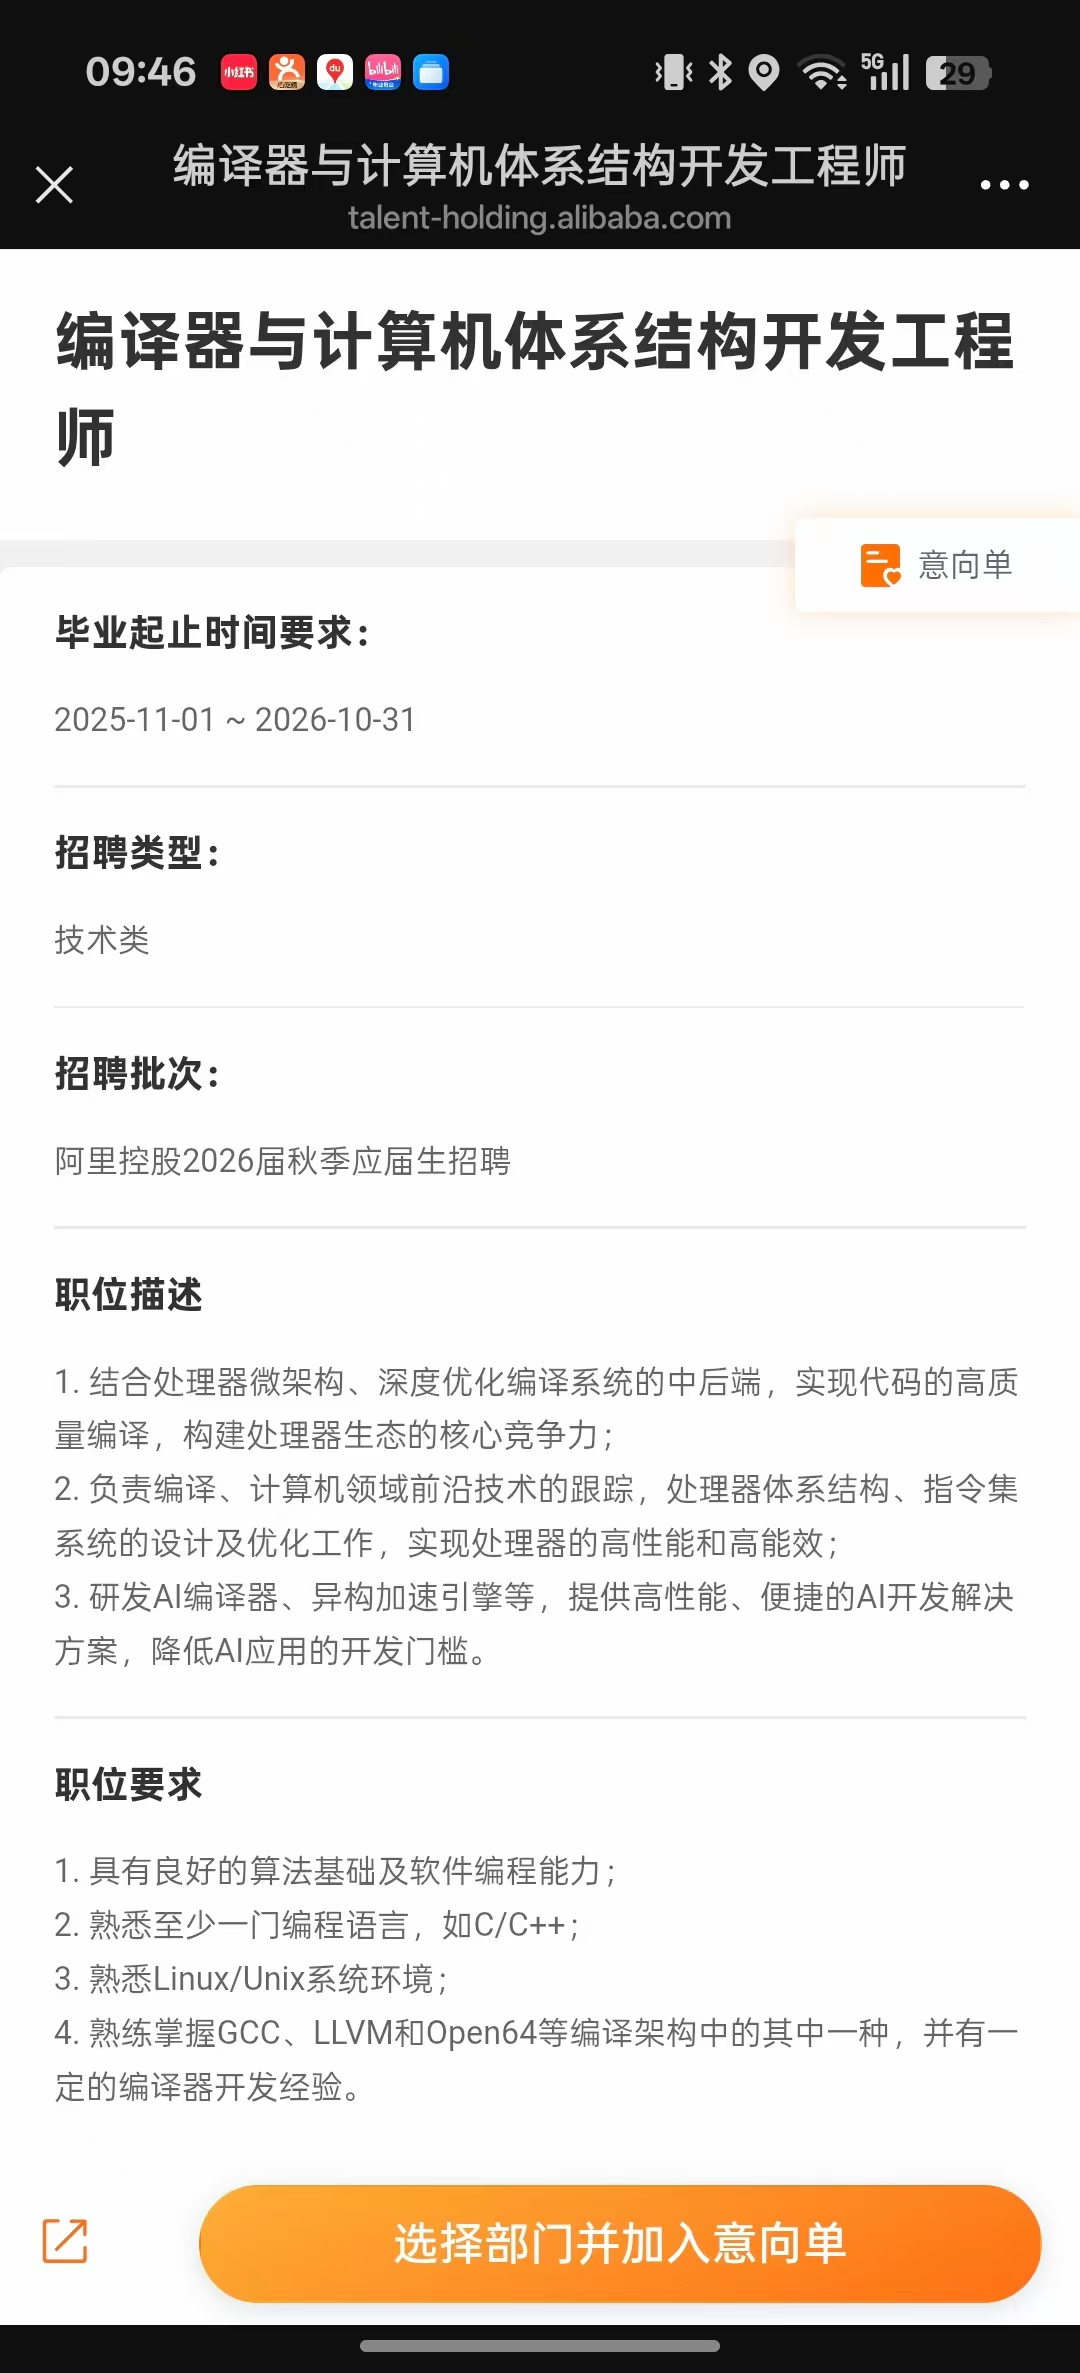 09:46
小红书
du
bilibili
5G
29
编译器与计算机体系结构开发工程师
talent-holding.alibaba.com
编译器与计算机体系结构开发工程
师
意向单
毕业起止时间要求：
2025-11-01 ~ 2026-10-31
招聘类型：
技术类
招聘批次：
阿里控股2026届秋季应届生招聘
职位描述
1. 结合处理器微架构、深度优化编译系统的中后端，实现代码的高质
量编译，构建处理器生态的核心竞争力；
2. 负责编译、计算机领域前沿技术的跟踪，处理器体系结构、指令集
系统的设计及优化工作，实现处理器的高性能和高能效；
3. 研发AI编译器、异构加速引擎等，提供高性能、便捷的AI开发解决
方案，降低AI应用的开发门槛。
职位要求
1. 具有良好的算法基础及软件编程能力；
2. 熟悉至少一门编程语言，如C/C++；
3. 熟悉Linux/Unix系统环境；
4. 熟练掌握GCC、LLVM和Open64等编译架构中的其中一种，并有一
定的编译器开发经验。
选择部门并加入意向单